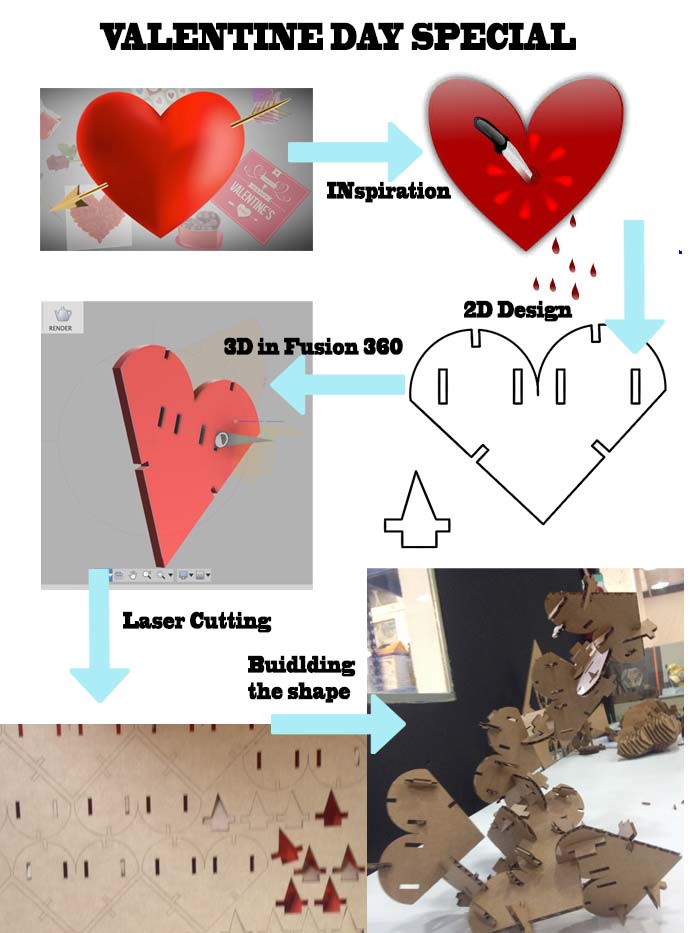 VALENTINE DAY SPECIAL
VALENTINE'S
INspiration
2D Design
3D in Fusion 360
RENDER
Laser Cutting
Buidlding
the shape